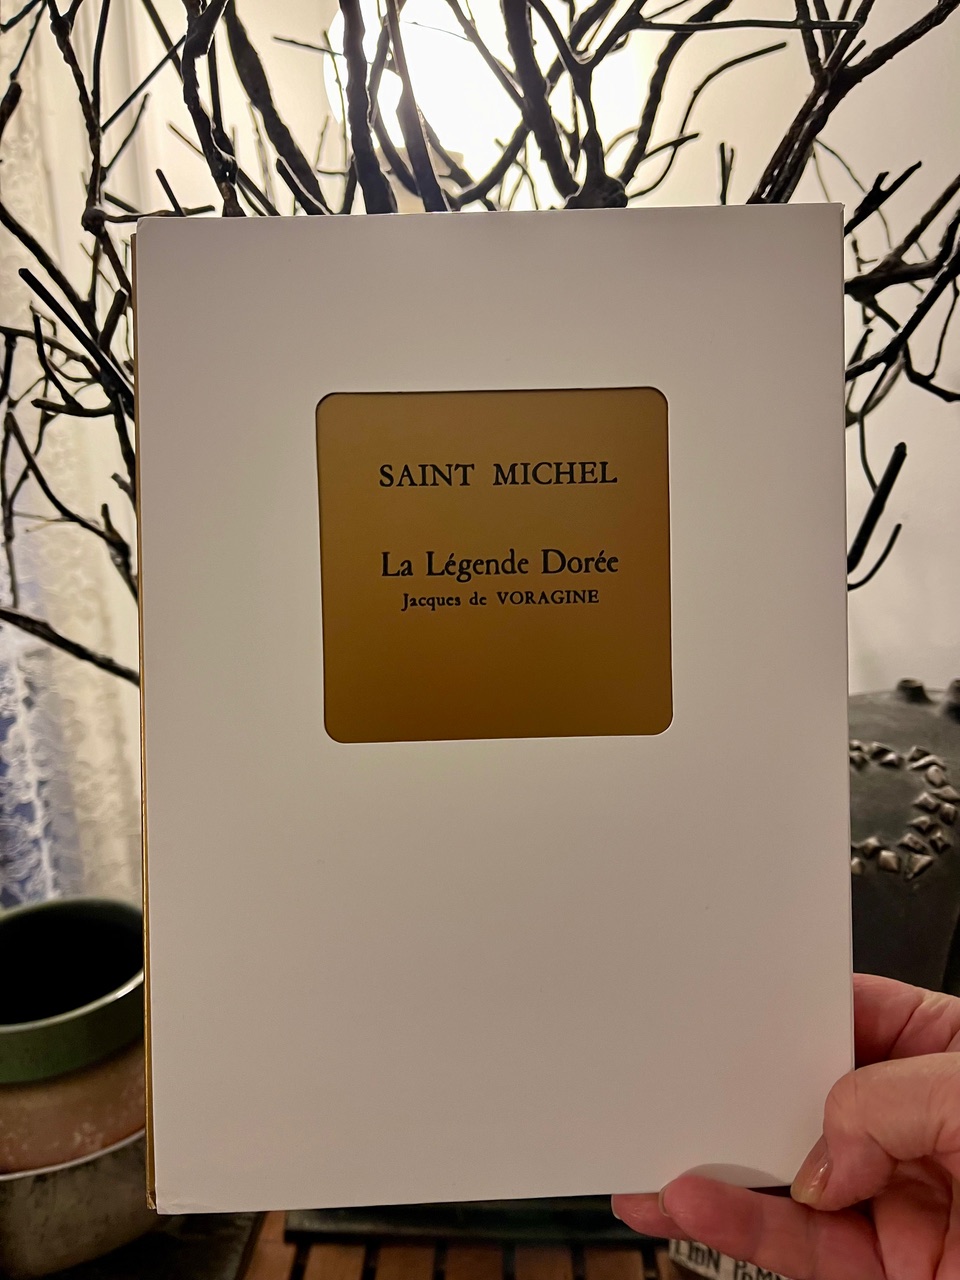 SAINT MICHEL
La Légende Dorée
Jacques de VORAGINE